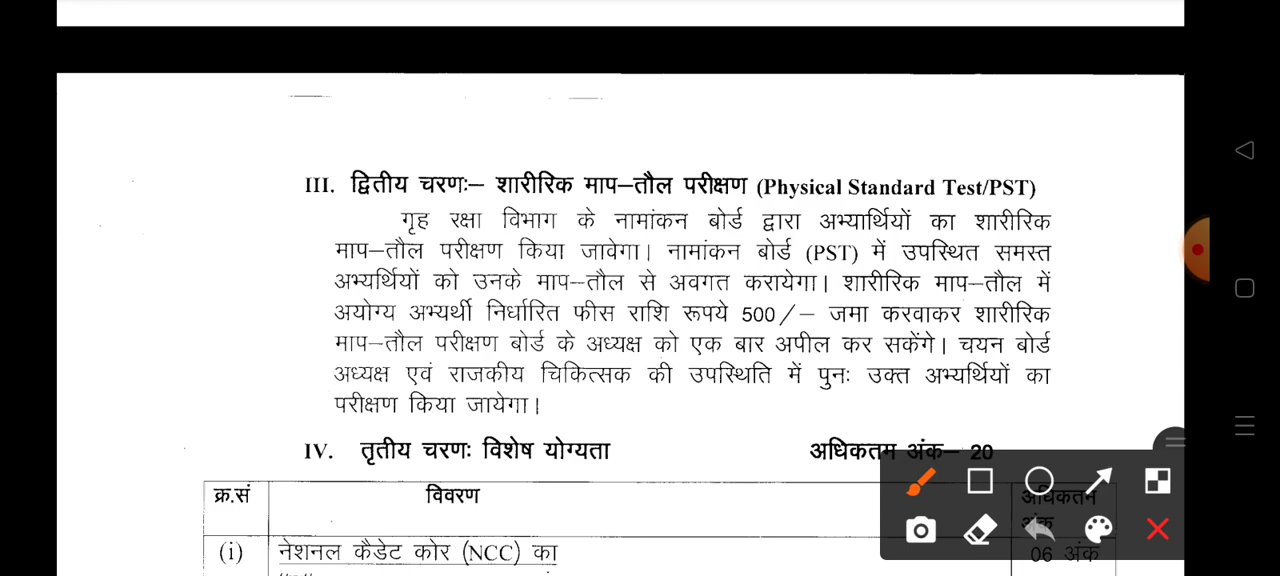 III. द्वितीय चरणः– शारीरिक माप–तौल परीक्षण (Physical Standard Test/PST)
गृह रक्षा विभाग के नामांकन बोर्ड द्वारा अभ्यार्थियों का शारीरिक
माप–तौल परीक्षण किया जावेगा। नामांकन बोर्ड (PST) में उपस्थित समस्त
अभ्यर्थियों को उनके माप–तौल से अवगत करायेगा। शारीरिक माप–तौल में
अयोग्य अभ्यर्थी निर्धारित फीस राशि रूपये 500/– जमा करवाकर शारीरिक
माप–तौल परीक्षण बोर्ड के अध्यक्ष को एक बार अपील कर सकेंगे। चयन बोर्ड
अध्यक्ष एवं राजकीय चिकित्सक की उपस्थिति में पुनः उक्त अभ्यर्थियों का
परीक्षण किया जायेगा।
IV. तृतीय चरणः विशेष योग्यता अधिकतम अंक– 20
क्र.सं विवरण अधिकतम
अंक
(i) नेशनल कैडेट कोर (NCC) का 06 अंक